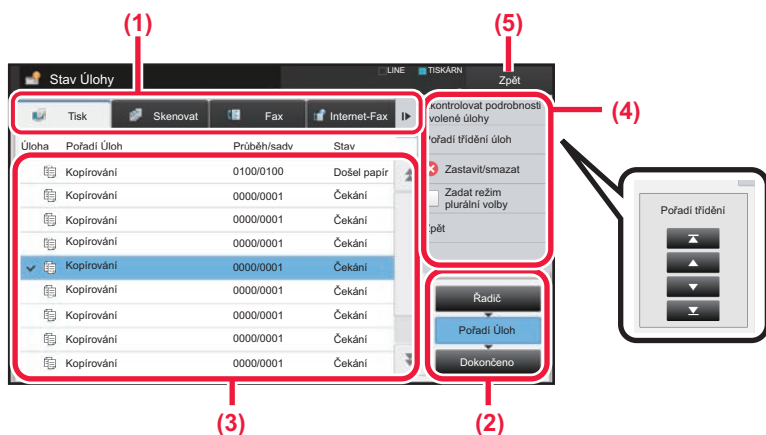 (1)
(5)
Stav Úlohy
LINE
TISKÁRN
Zpět
Tisk
Skenovat
Fax
Internet-Fax
kontrolovat podrobnosti
volené úlohy
(4)
Úloha Pořadí Úloh Průběh/sadv Stav
ořadí třídění úloh
Kopírování 0100/0100 Došel papír
Zastavit/smazat
Kopírování 0000/0001 Čekání
Zadat režim
plurální volby
Kopírování 0000/0001 Čekání
Kopírování 0000/0001 Čekání
pět
Kopírování 0000/0001 Čekání
Kopírování 0000/0001 Čekání
Kopírování 0000/0001 Čekání
Kopírování 0000/0001 Čekání
Kopírování 0000/0001 Čekání
Řadič
Pořadí Úloh
Dokončeno
Pořadí třídění
(3)
(2)